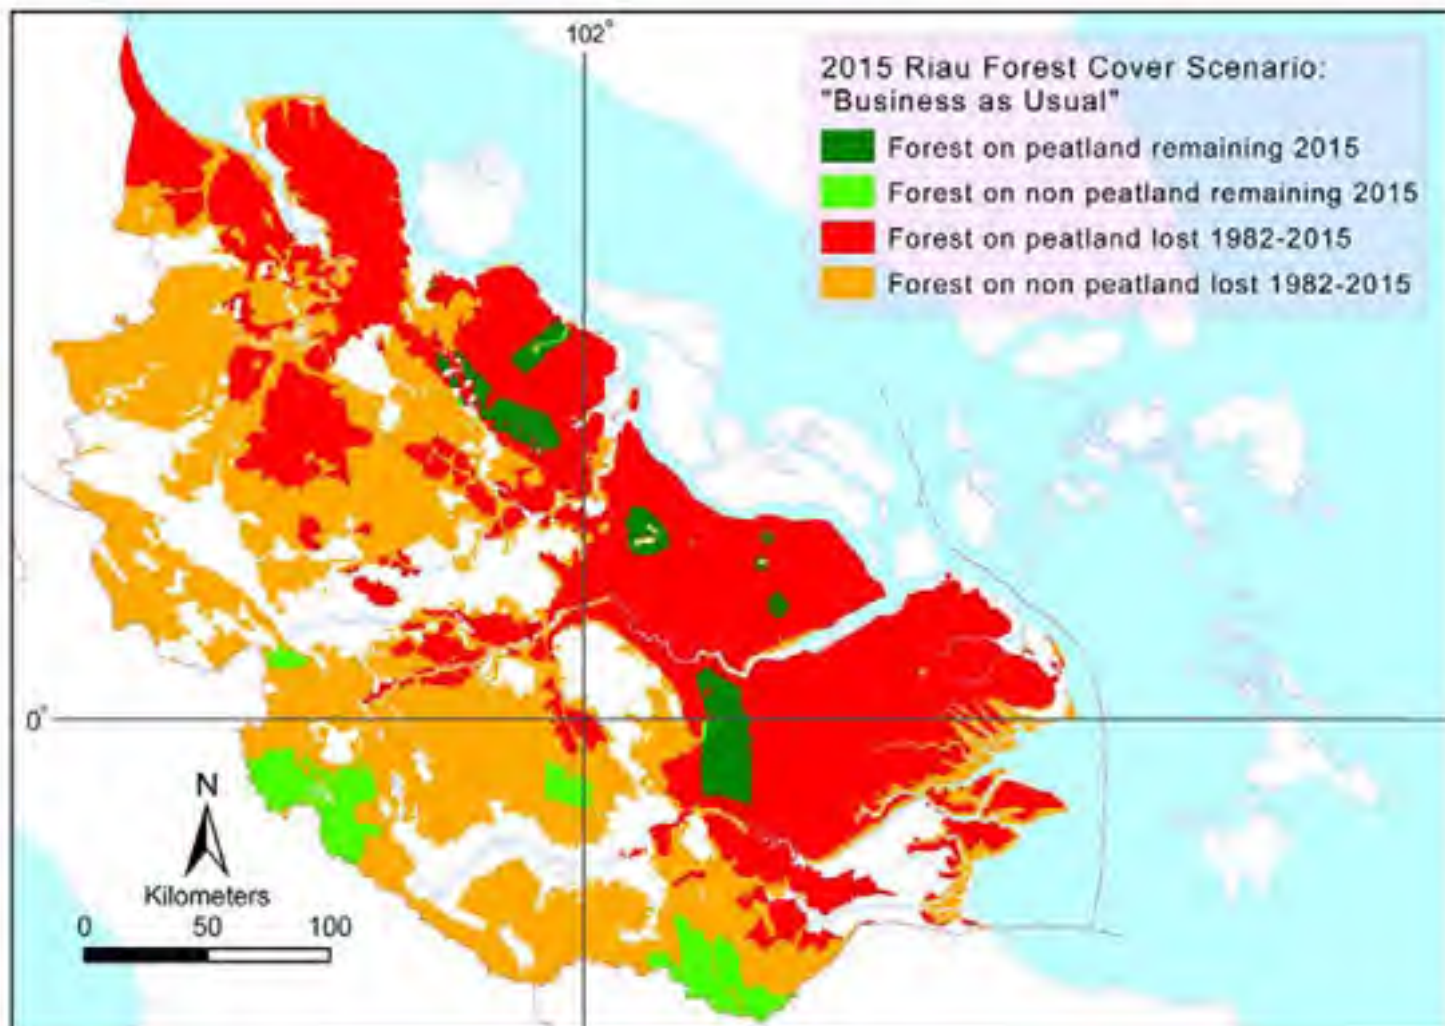 102°
2015 Riau Forest Cover Scenario:
"Business as Usual"
Forest on peatland remaining 2015
Forest on non peatland remaining 2015
Forest on peatland lost 1982-2015
Forest on non peatland lost 1982-2015
0°
N
Kilometers
0 50 100